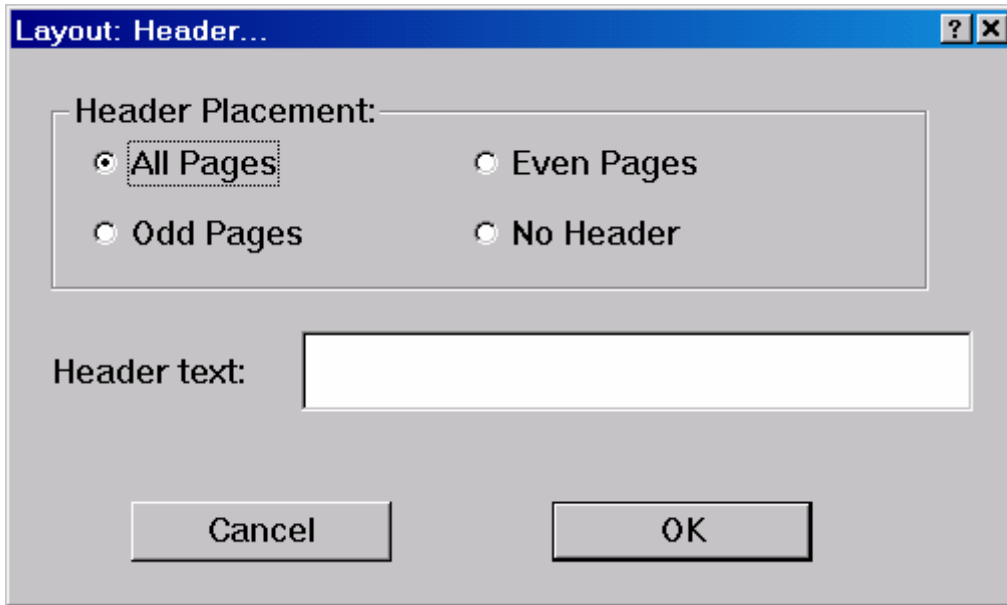 Layout: Header...
Header Placement:
All Pages Even Pages
Odd Pages No Header
Header text:
Cancel OK